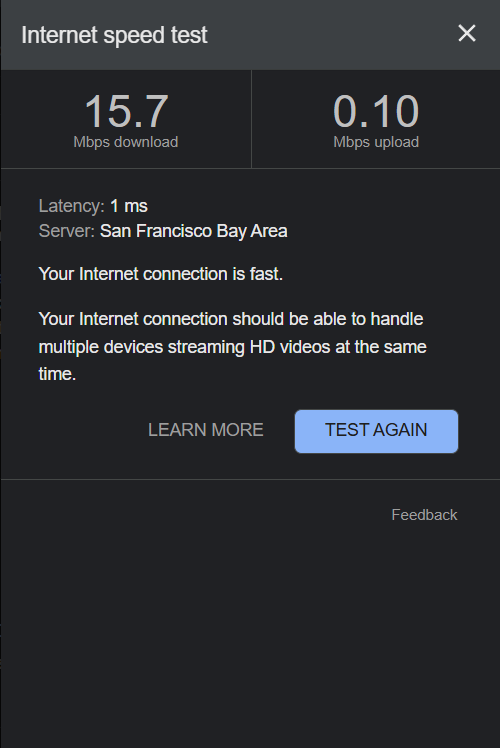 Internet speed test
15.7 0.10
Mbps download Mbps upload
Latency: 1 ms
Server: San Francisco Bay Area
Your Internet connection is fast.
Your Internet connection should be able to handle
multiple devices streaming HD videos at the same
time.
LEARN MORE TEST AGAIN
Feedback